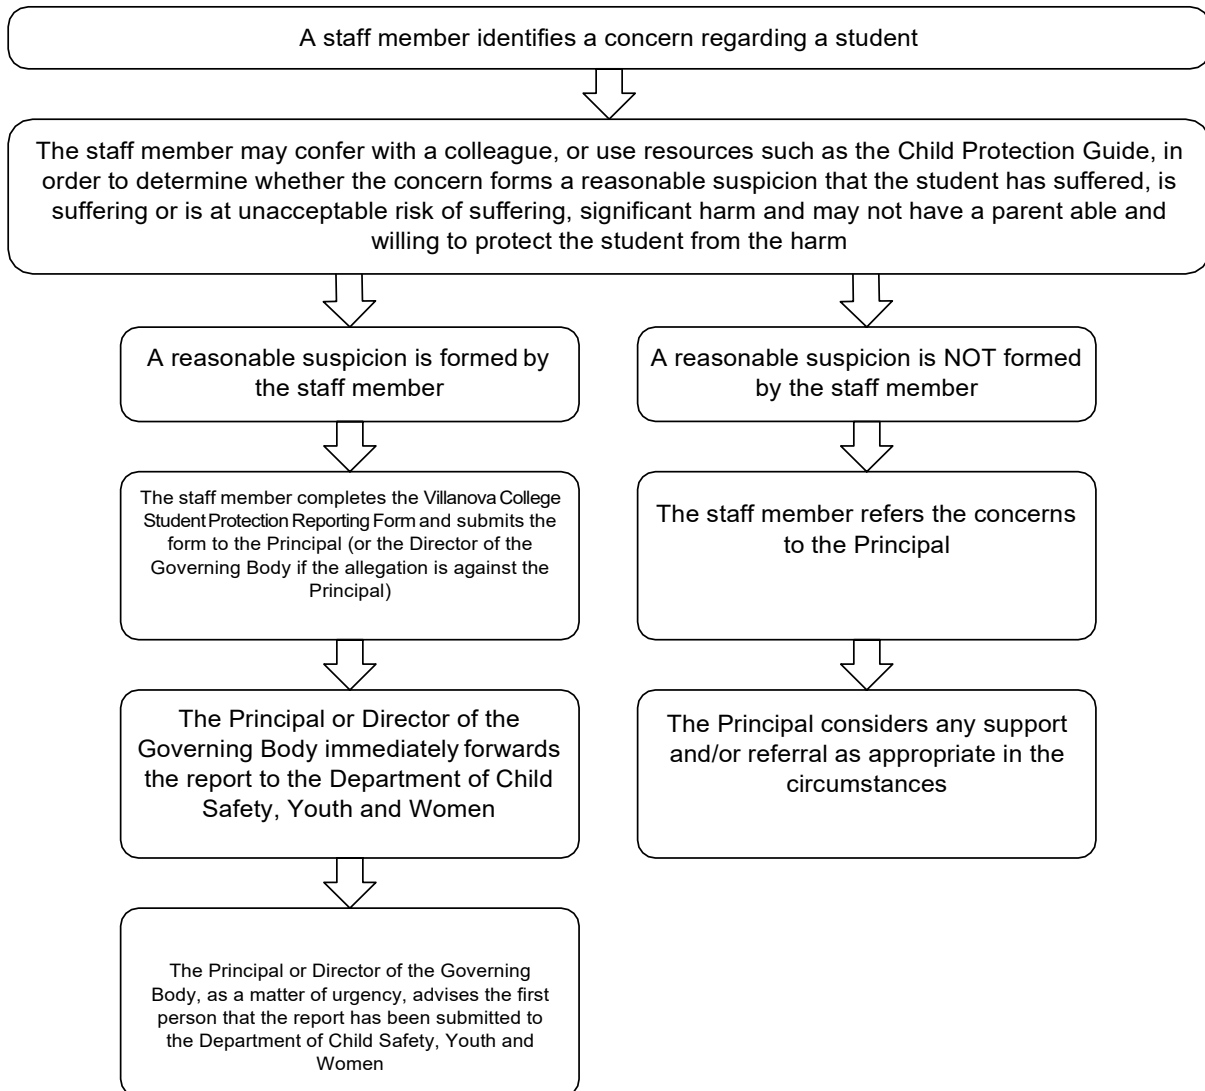 A staff member identifies a concern regarding a student
The staff member may confer with a colleague, or use resources such as the Child Protection Guide, in
order to determine whether the concern forms a reasonable suspicion that the student has suffered, is
suffering or is at unacceptable risk of suffering, significant harm and may not have a parent able and
willing to protect the student from the harm
A reasonable suspicion is formed by
the staff member
A reasonable suspicion is NOT formed
by the staff member
The staff member completes the Villanova College
Student Protection Reporting Form and submits the
form to the Principal (or the Director of the
Governing Body if the allegation is against the
Principal)
The staff member refers the concerns
to the Principal
The Principal or Director of the
Governing Body immediately forwards
the report to the Department of Child
Safety, Youth and Women
The Principal considers any support
and/or referral as appropriate in the
circumstances
The Principal or Director of the Governing
Body, as a matter of urgency, advises the first
person that the report has been submitted to
the Department of Child Safety, Youth and
Women